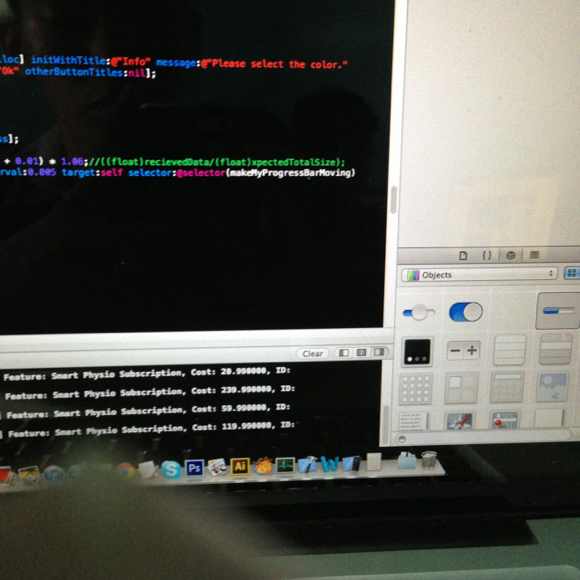 lloc] initWithTitle:@"Info" message:@"Please select the color."
"Ok" otherButtonTitles:nil];
ss];
+ 0.01) * 1.06;//((float)recievedData/(float)xpectedTotalSize);
rval:0.005 target:self selector:@selector(makeMyProgressBarMoving)
{ }
Objects
Clear
Feature: Smart Physio Subscription, Cost: 20.990000, ID:
Feature: Smart Physio Subscription, Cost: 239.990000, ID:
Feature: Smart Physio Subscription, Cost: 59.990000, ID:
Feature: Smart Physio Subscription, Cost: 119.990000, ID:
S Ps Ai W